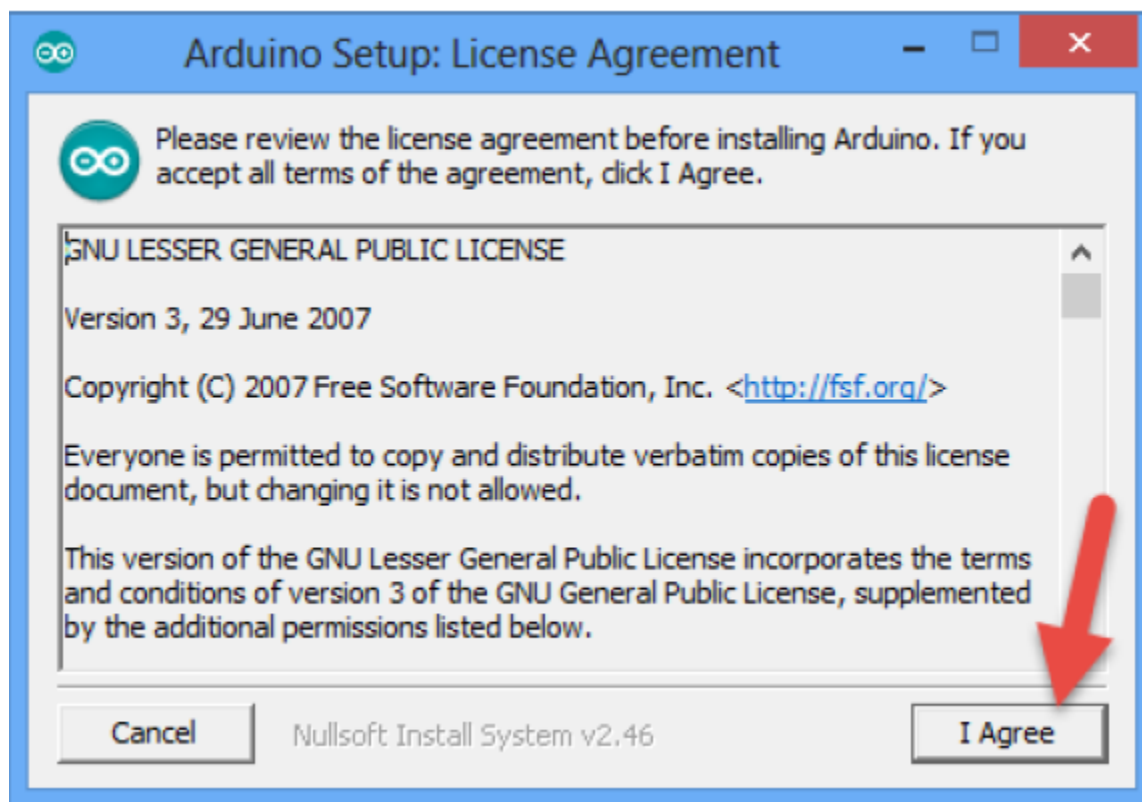 Arduino Setup: License Agreement
Please review the license agreement before installing Arduino. If you
accept all terms of the agreement, click I Agree.
GNU LESSER GENERAL PUBLIC LICENSE
Version 3, 29 June 2007
Copyright (C) 2007 Free Software Foundation, Inc. <http://fsf.org/>
Everyone is permitted to copy and distribute verbatim copies of this license
document, but changing it is not allowed.
This version of the GNU Lesser General Public License incorporates the terms
and conditions of version 3 of the GNU General Public License, supplemented
by the additional permissions listed below.
Cancel
Nullsoft Install System v2.46
I Agree